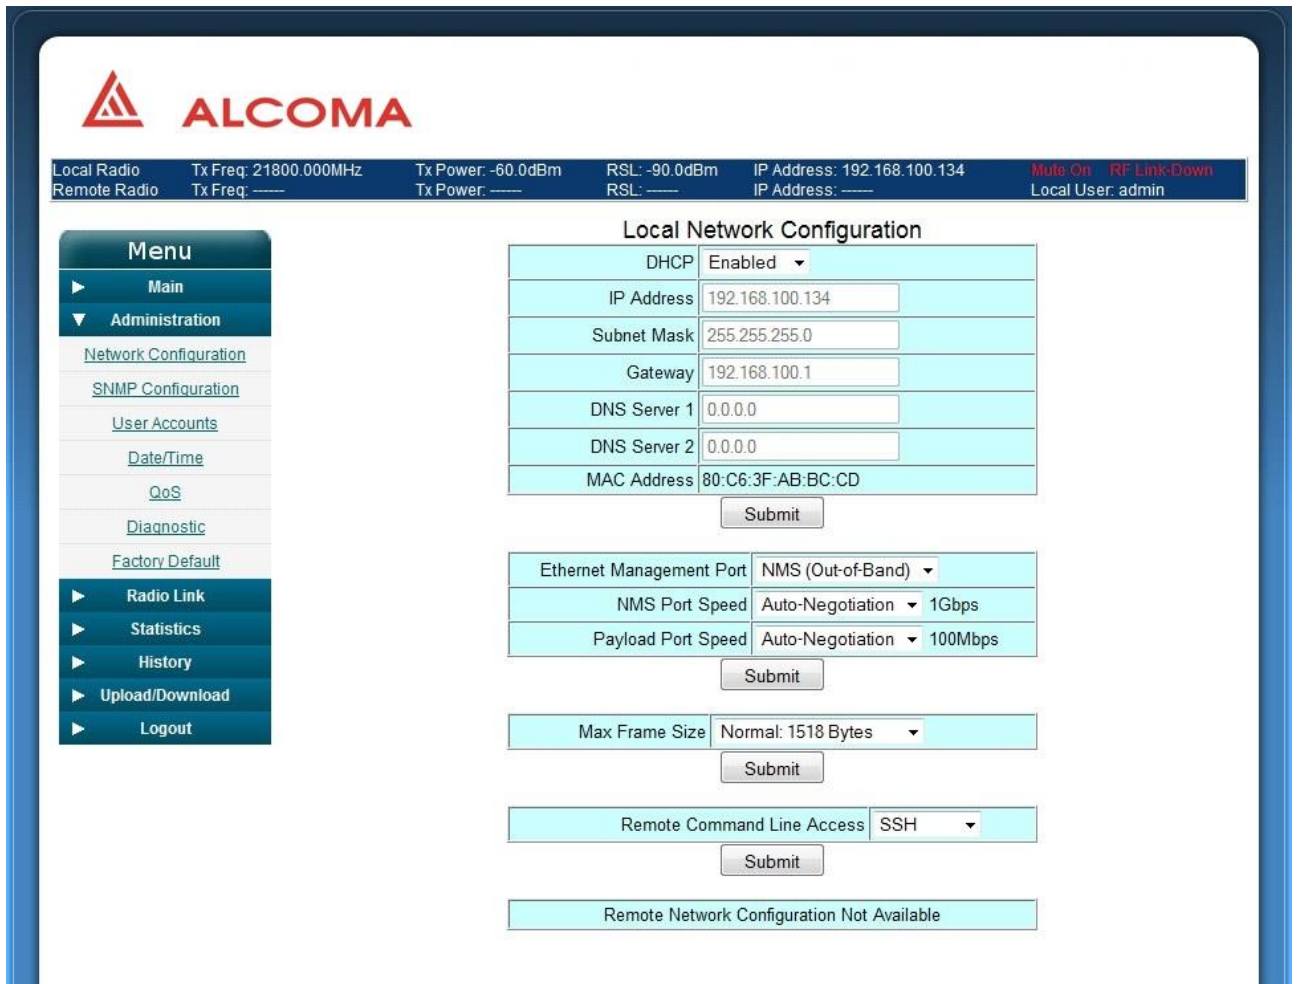 ALCOMA
Local Radio Tx Freq: 21800.000MHz Tx Power: -60.0dBm RSL: -90.0dBm IP Address: 192.168.100.134 Mute On RF Link-Down
Remote Radio Tx Freq: ------ Tx Power: ------ RSL: ------ IP Address: ------ Local User: admin
Menu
Main
Administration
Network Configuration
SNMP Configuration
User Accounts
Date/Time
QoS
Diagnostic
Factory Default
Radio Link
Statistics
History
Upload/Download
Logout
Local Network Configuration
DHCP Enabled
IP Address 192.168.100.134
Subnet Mask 255.255.255.0
Gateway 192.168.100.1
DNS Server 1 0.0.0.0
DNS Server 2 0.0.0.0
MAC Address 80:C6:3F:AB:BC:CD
Submit
Ethernet Management Port NMS (Out-of-Band)
NMS Port Speed Auto-Negotiation 1Gbps
Payload Port Speed Auto-Negotiation 100Mbps
Submit
Max Frame Size Normal: 1518 Bytes
Submit
Remote Command Line Access SSH
Submit
Remote Network Configuration Not Available